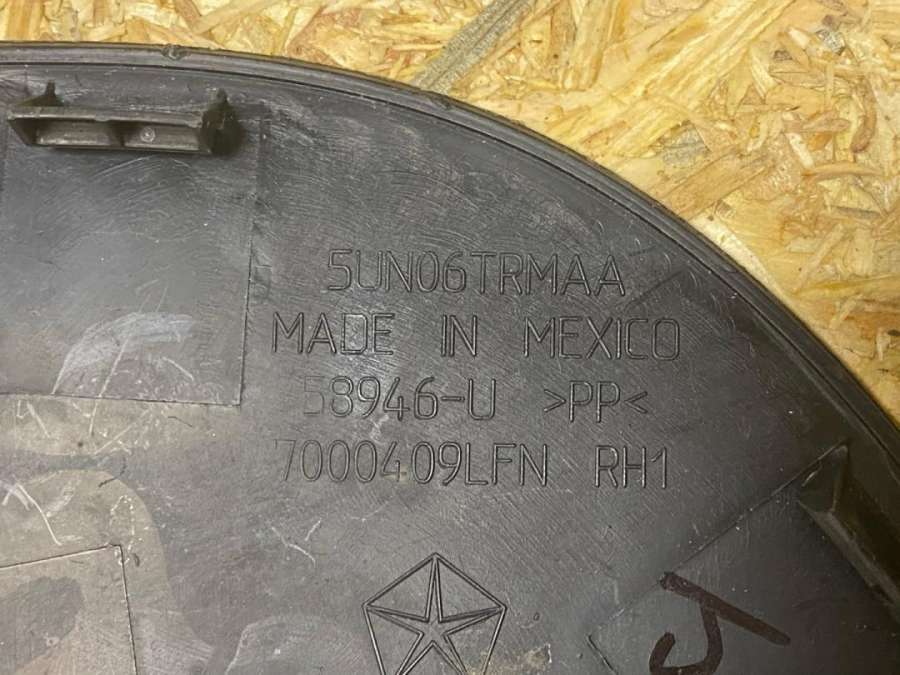 5UN06TRMAA
MADE IN MEXICO
58946-U >PP<
7000409LFN RH1